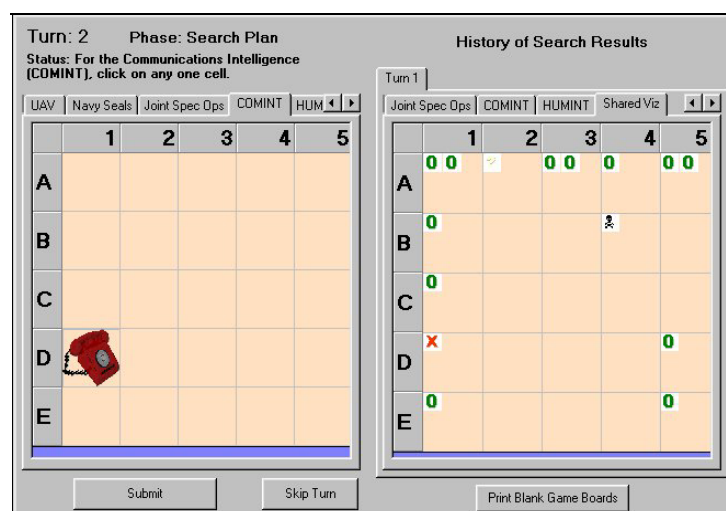 Turn: 2 Phase: Search Plan
Status: For the Communications Intelligence
(COMINT), click on any one cell.
UAV Navy Seals Joint Spec Ops COMINT HUM
1 2 3 4 5
A
B
C
D
E
Submit Skip Turn
History of Search Results
Turn 1
Joint Spec Ops COMINT HUMINT Shared Viz
1 2 3 4 5
A 0 0 ? 0 0 0 0 0
B 0
C 0
D X 0
E 0 0
Print Blank Game Boards